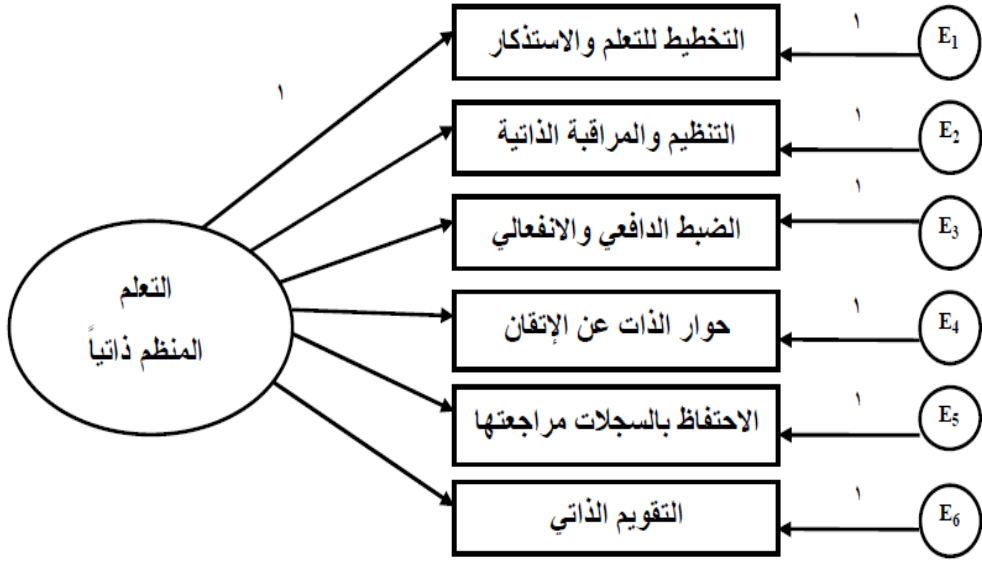 ١
التخطيط للتعلم والاستذكار
١
E1
التنظيم والمراقبة الذاتية
١
E2
الضبط الدافعي والانفعالي
١
E3
التعلم
المنظم ذاتياً
حوار الذات عن الإتقان
١
E4
الاحتفاظ بالسجلات مراجعتها
١
E5
التقويم الذاتي
١
E6